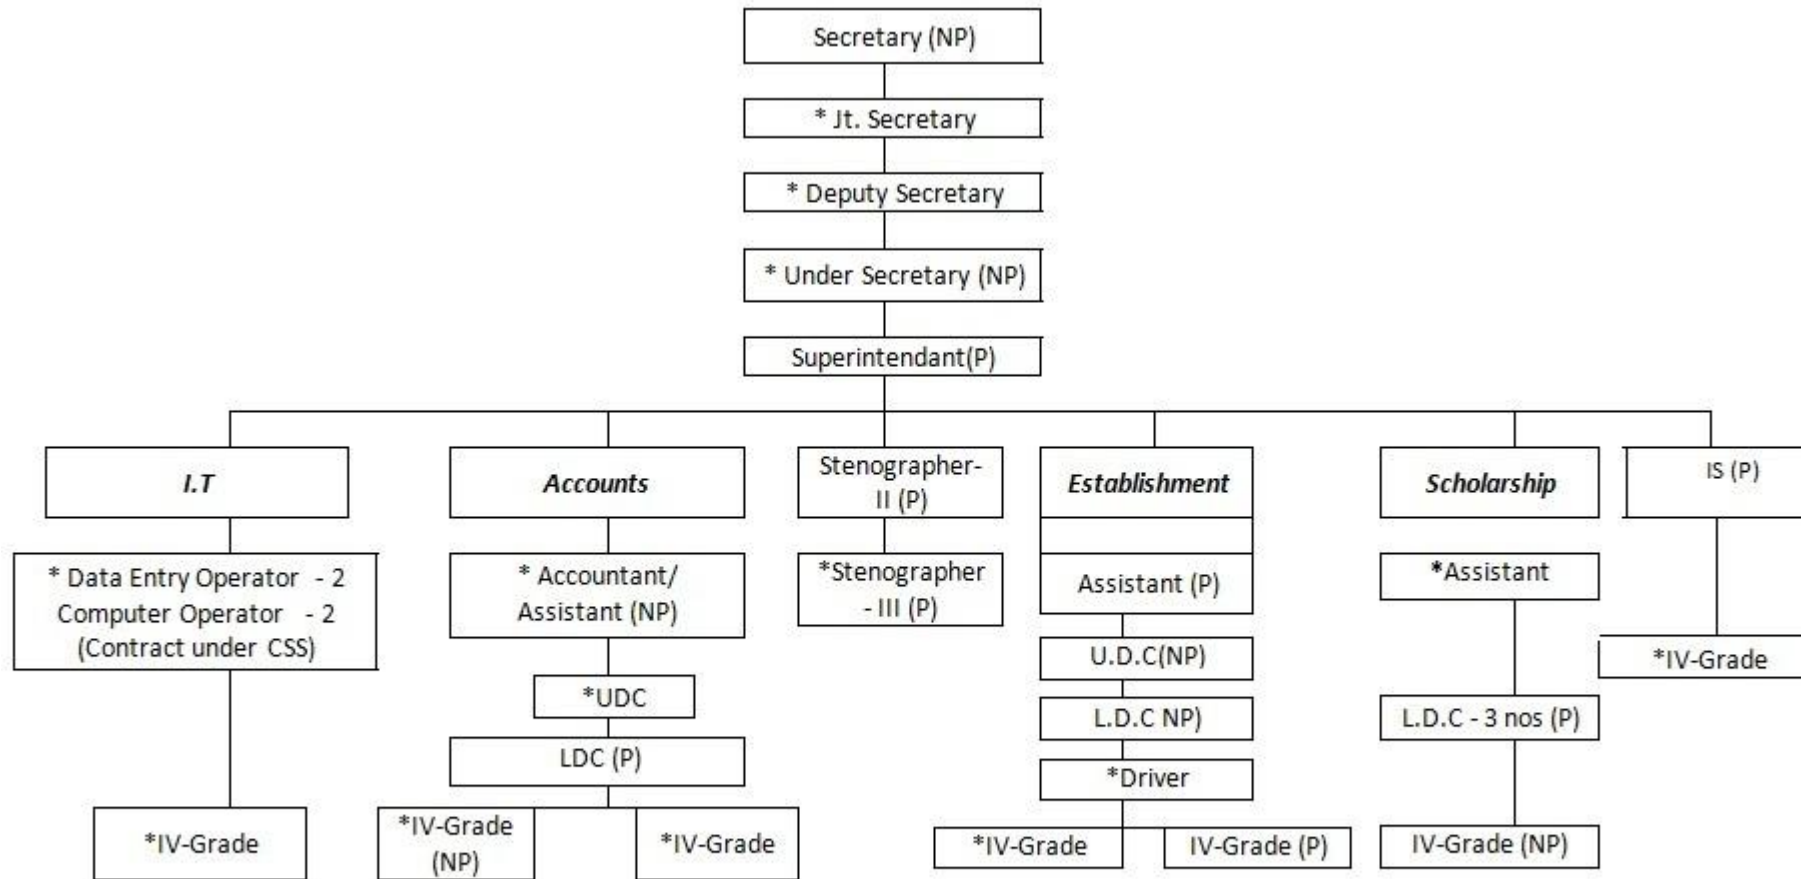 Secretary (NP)
* Jt. Secretary
* Deputy Secretary
* Under Secretary (NP)
Superintendant(P)
I.T
Accounts
Stenographer-
II (P)
Establishment
Scholarship
IS (P)
* Data Entry Operator - 2
Computer Operator - 2
(Contract under CSS)
* Accountant/
Assistant (NP)
*Stenographer
- III (P)
Assistant (P)
*Assistant
U.D.C(NP)
*IV-Grade
*UDC
L.D.C NP)
L.D.C - 3 nos (P)
LDC (P)
*Driver
*IV-Grade
*IV-Grade
(NP)
*IV-Grade
*IV-Grade
IV-Grade (P)
IV-Grade (NP)